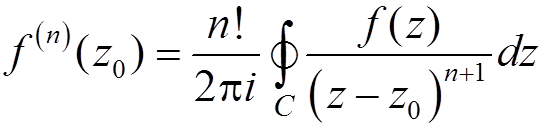 f^{(n)}(z_0) = \frac{n!}{2\pi i} \oint_C \frac{f(z)}{(z - z_0)^{n+1}} dz